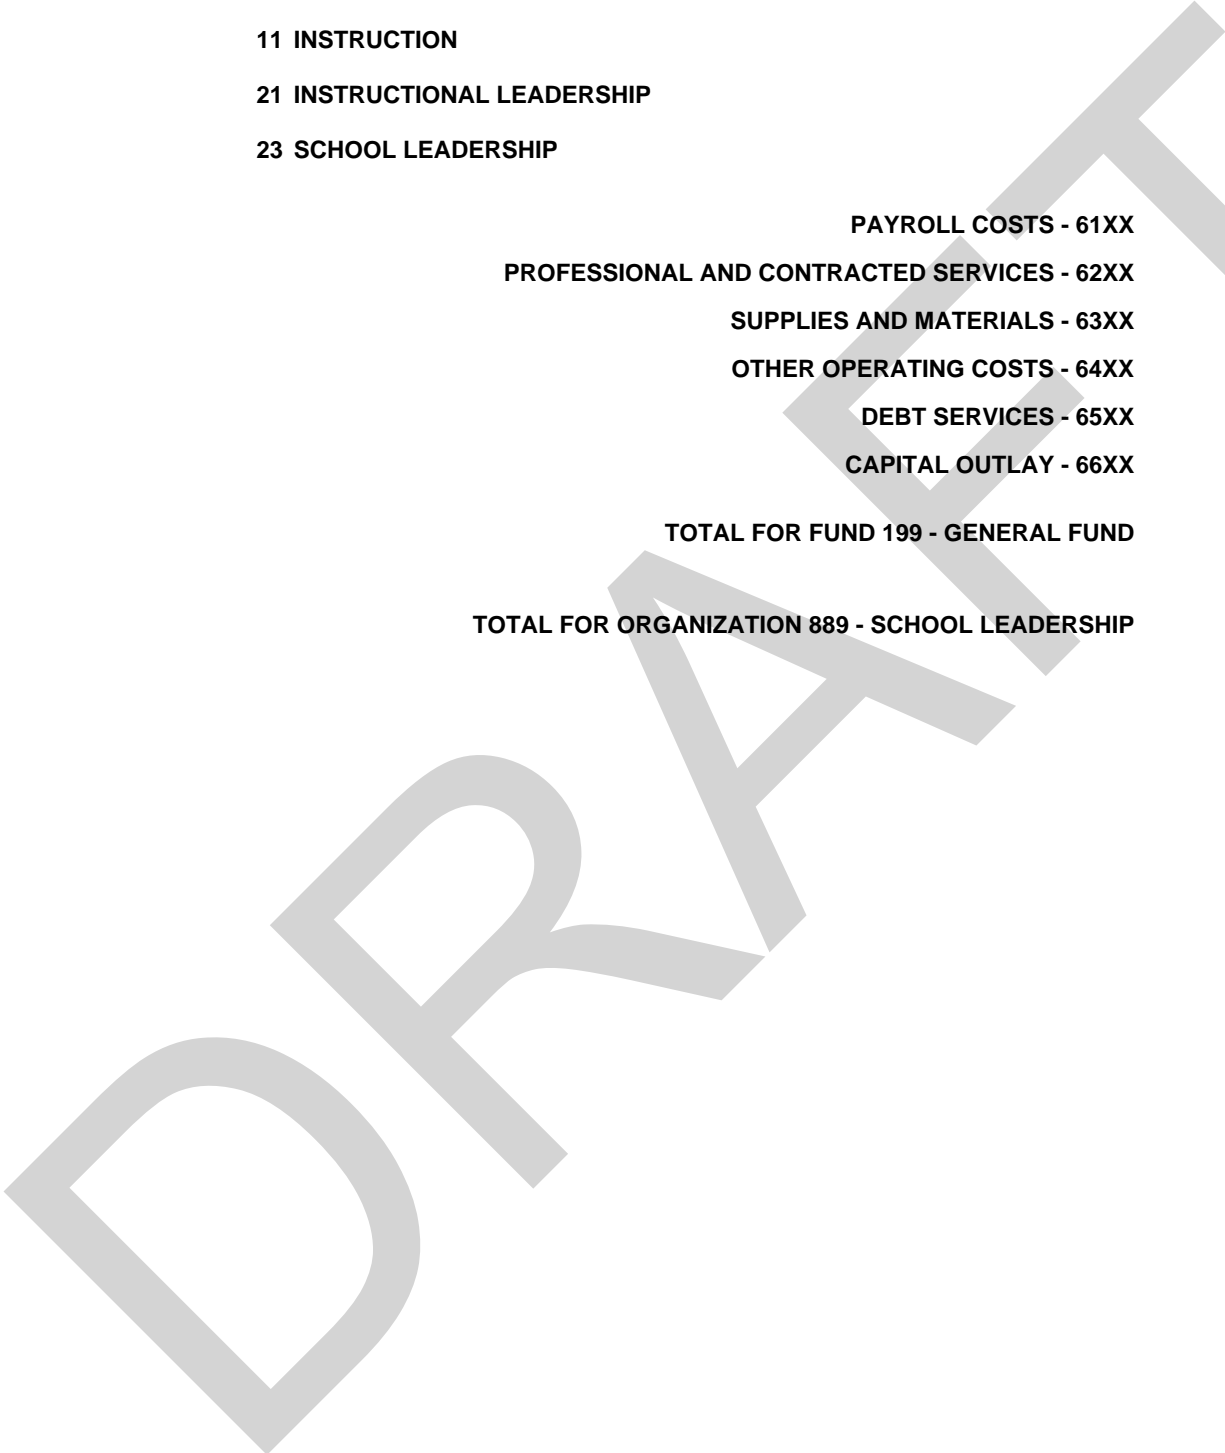 11 INSTRUCTION
21 INSTRUCTIONAL LEADERSHIP
23 SCHOOL LEADERSHIP
PAYROLL COSTS - 61XX
PROFESSIONAL AND CONTRACTED SERVICES - 62XX
SUPPLIES AND MATERIALS - 63XX
OTHER OPERATING COSTS - 64XX
DEBT SERVICES - 65XX
CAPITAL OUTLAY - 66XX
TOTAL FOR FUND 199 - GENERAL FUND
TOTAL FOR ORGANIZATION 889 - SCHOOL LEADERSHIP
DRAFT